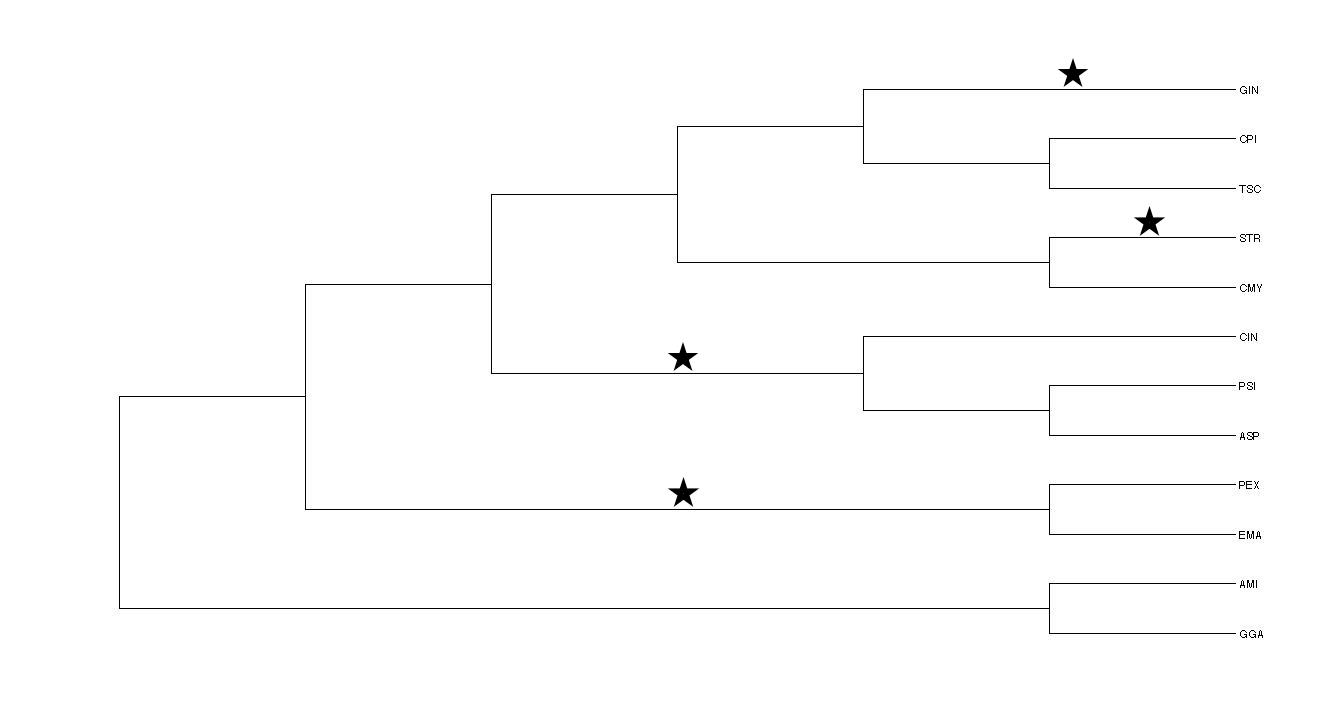 GIN
CPI
TSC
STR
CMY
CIN
PSI
ASP
PEX
EMA
AMI
GGA